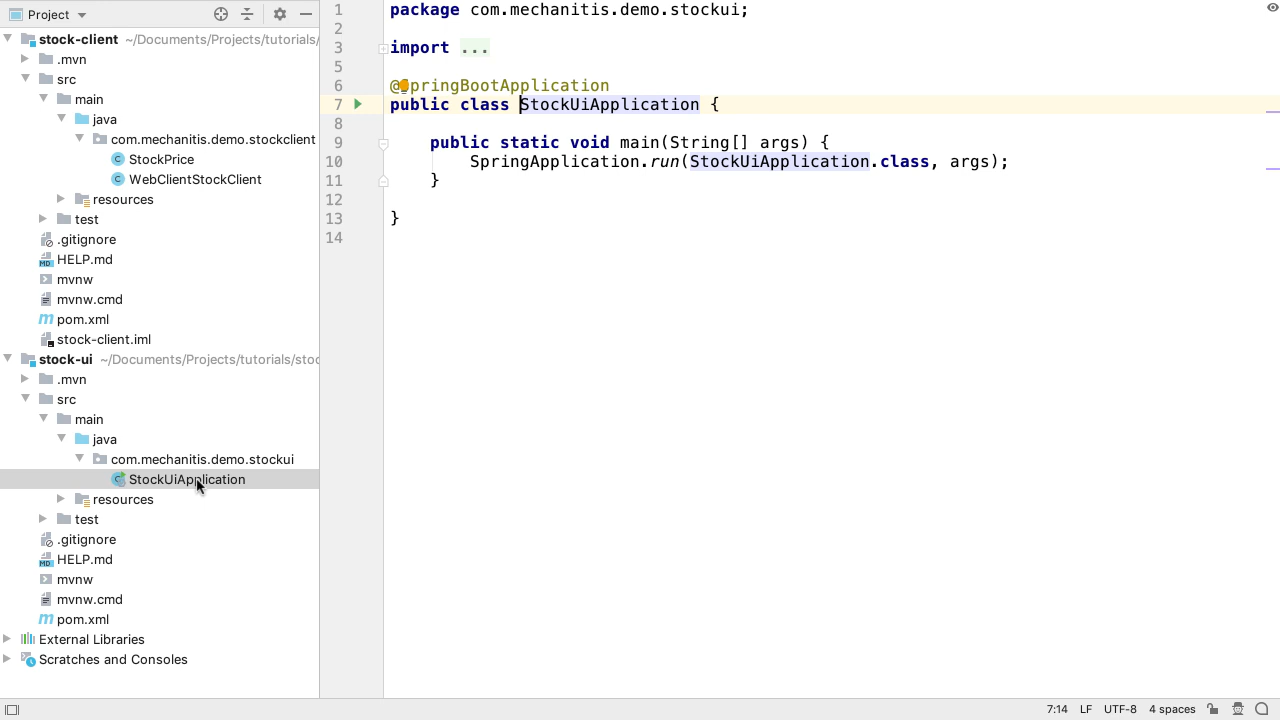 Project
stock-client ~/Documents/Projects/tutorials/
.mvn
src
main
java
com.mechanitis.demo.stockclient
StockPrice
WebClientStockClient
resources
test
.gitignore
HELP.md
mvnw
mvnw.cmd
pom.xml
stock-client.iml
stock-ui ~/Documents/Projects/tutorials/stoc
.mvn
src
main
java
com.mechanitis.demo.stockui
StockUiApplication
resources
test
.gitignore
HELP.md
mvnw
mvnw.cmd
pom.xml
External Libraries
Scratches and Consoles
1 package com.mechanitis.demo.stockui;
2
3 import ...
5
6 @SpringBootApplication
7 public class StockUiApplication {
8
9 public static void main(String[] args) {
10 SpringApplication.run(StockUiApplication.class, args);
11 }
12
13 }
14
7:14 LF UTF-8 4 spaces